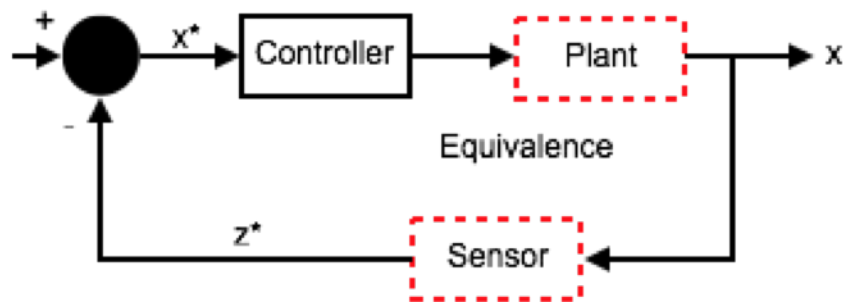 +
x*
Controller
Plant
x
-
Equivalence
z*
Sensor